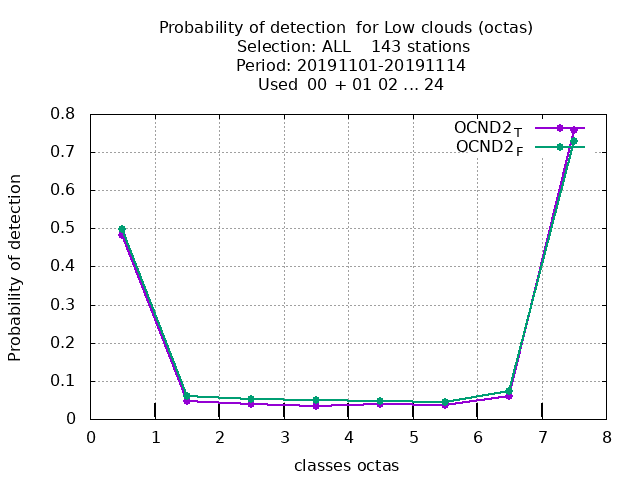 Probability of detection  for Low clouds (octas)
Selection: ALL    143 stations
Period: 20191101-20191114
Used  00  + 01 02 ... 24
OCND2T
OCND2F
0.8
0.7
0.6
0.5
0.4
0.3
0.2
0.1
0
Probability of detection
0 1 2 3 4 5 6 7 8
classes octas